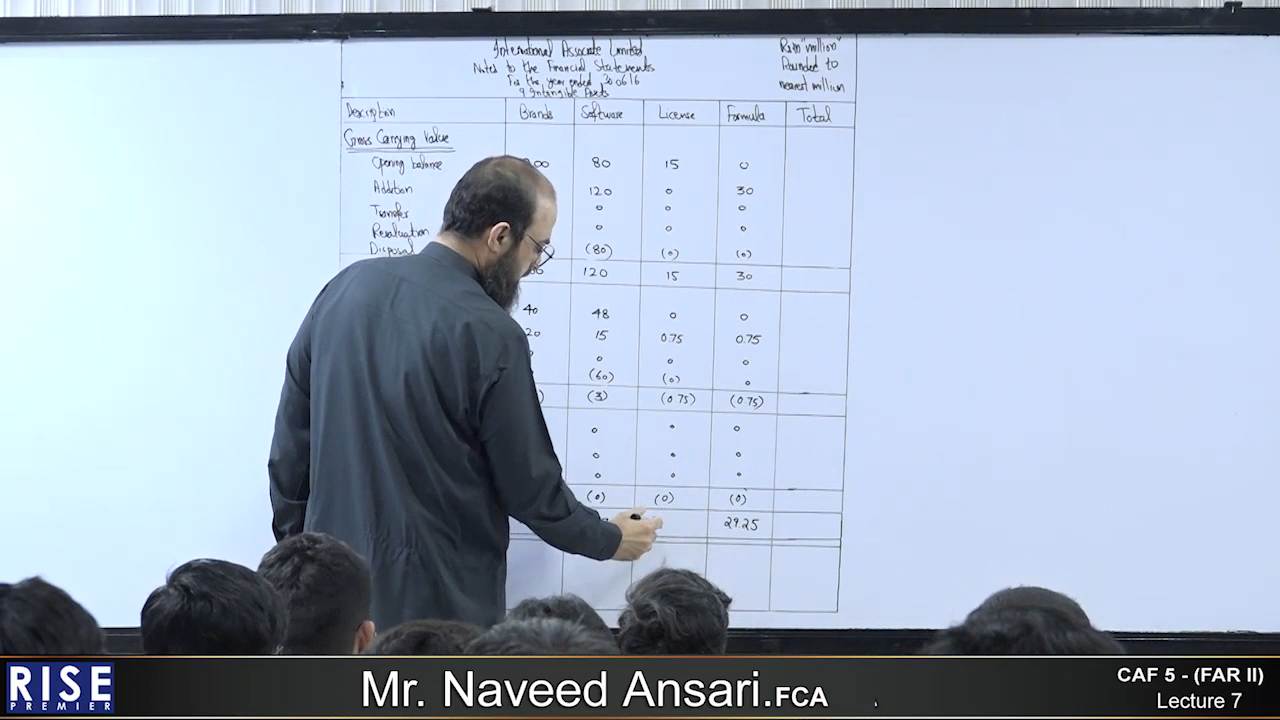 International Associate Limited
Notes to the Financial Statements
For the year ended 30 06 16
9 Intangible Assets
Rs in "million"
Rounded to
nearest million
Description Brands Software License Formula Total
Gross Carrying Value
Opening balance 00 80 15 0
Addition 120 0 30
Transfer 0 0 0
Revaluation 0 0 0
Disposal (80) (0) (0)
120 15 30
40 48 0 0
20 15 0.75 0.75
0 0 0
(60) (0) 0
(3) (0.75) (0.75)
0 0 0
0 0 0
0 0 0
(0) (0) (0)
29.25
RISE
PREMIER
Mr. Naveed Ansari.FCA
CAF 5 - (FAR II)
Lecture 7